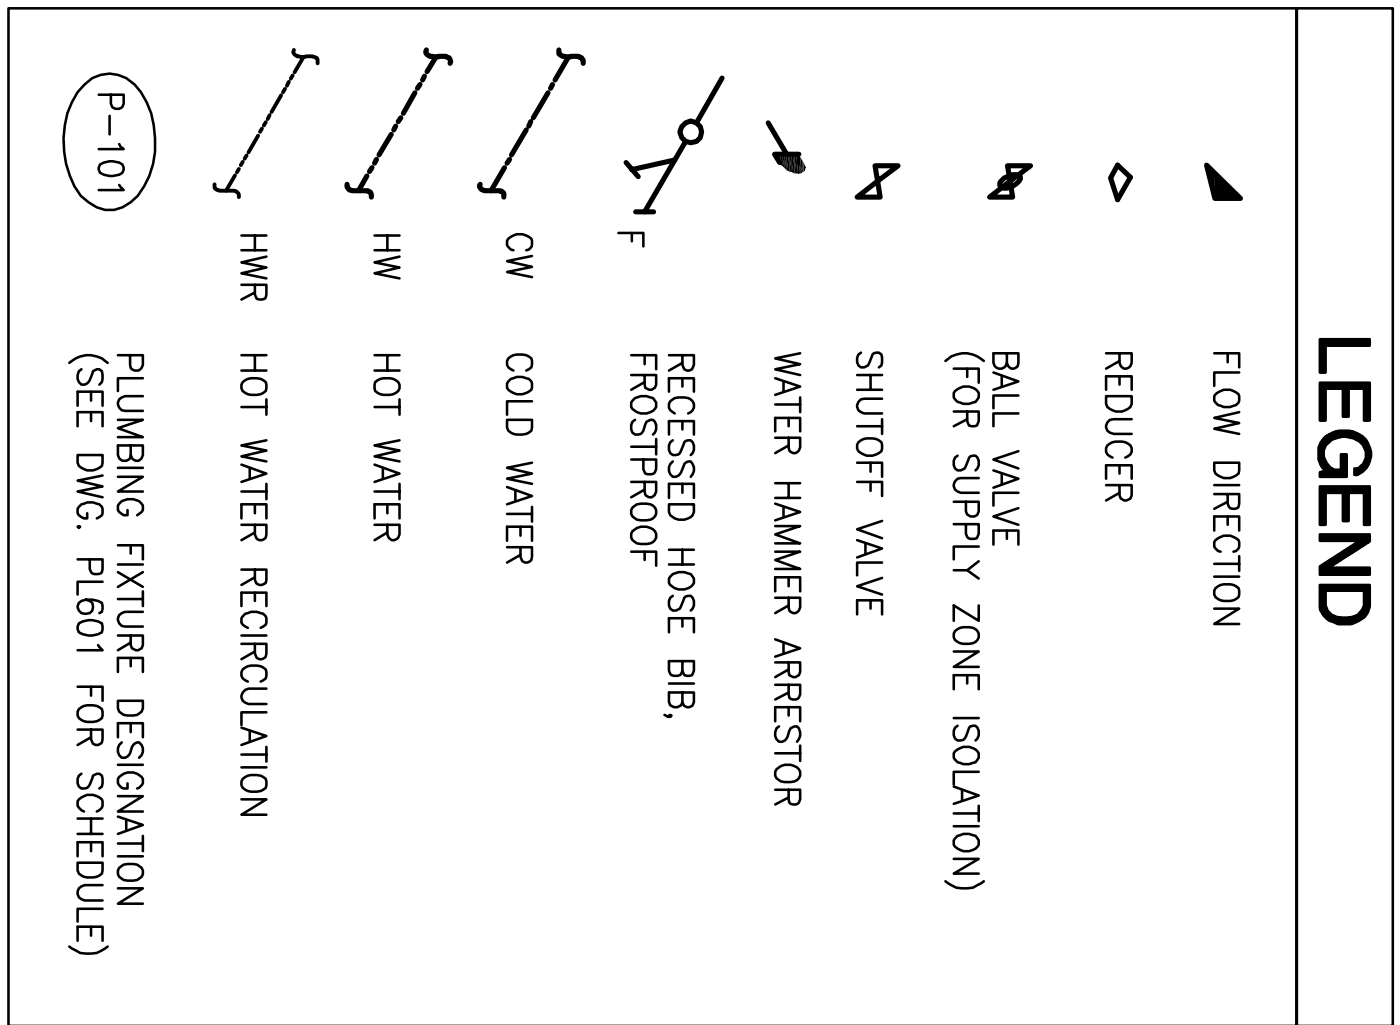 LEGEND
FLOW DIRECTION
REDUCER
BALL VALVE
(FOR SUPPLY ZONE ISOLATION)
SHUTOFF VALVE
WATER HAMMER ARRESTOR
F
RECESSED HOSE BIB,
FROSTPROOF
CW COLD WATER
HW HOT WATER
HWR HOT WATER RECIRCULATION
P-101
PLUMBING FIXTURE DESIGNATION
(SEE DWG. PL601 FOR SCHEDULE)